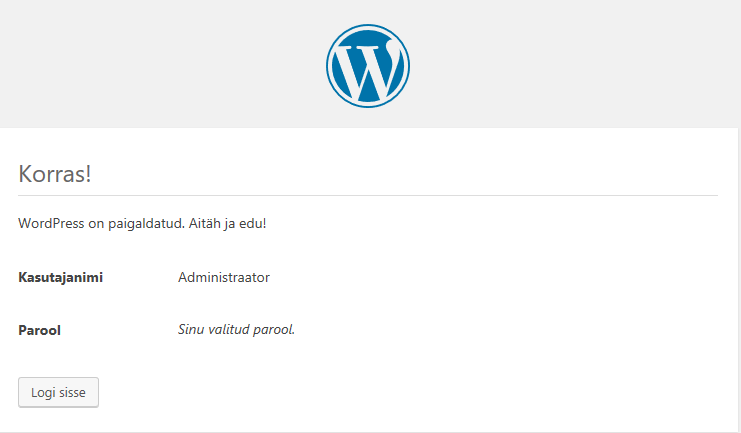 Korras!
WordPress on paigaldatud. Aitäh ja edu!
Kasutajanimi Administraator
Parool Sinu valitud parool.
Logi sisse